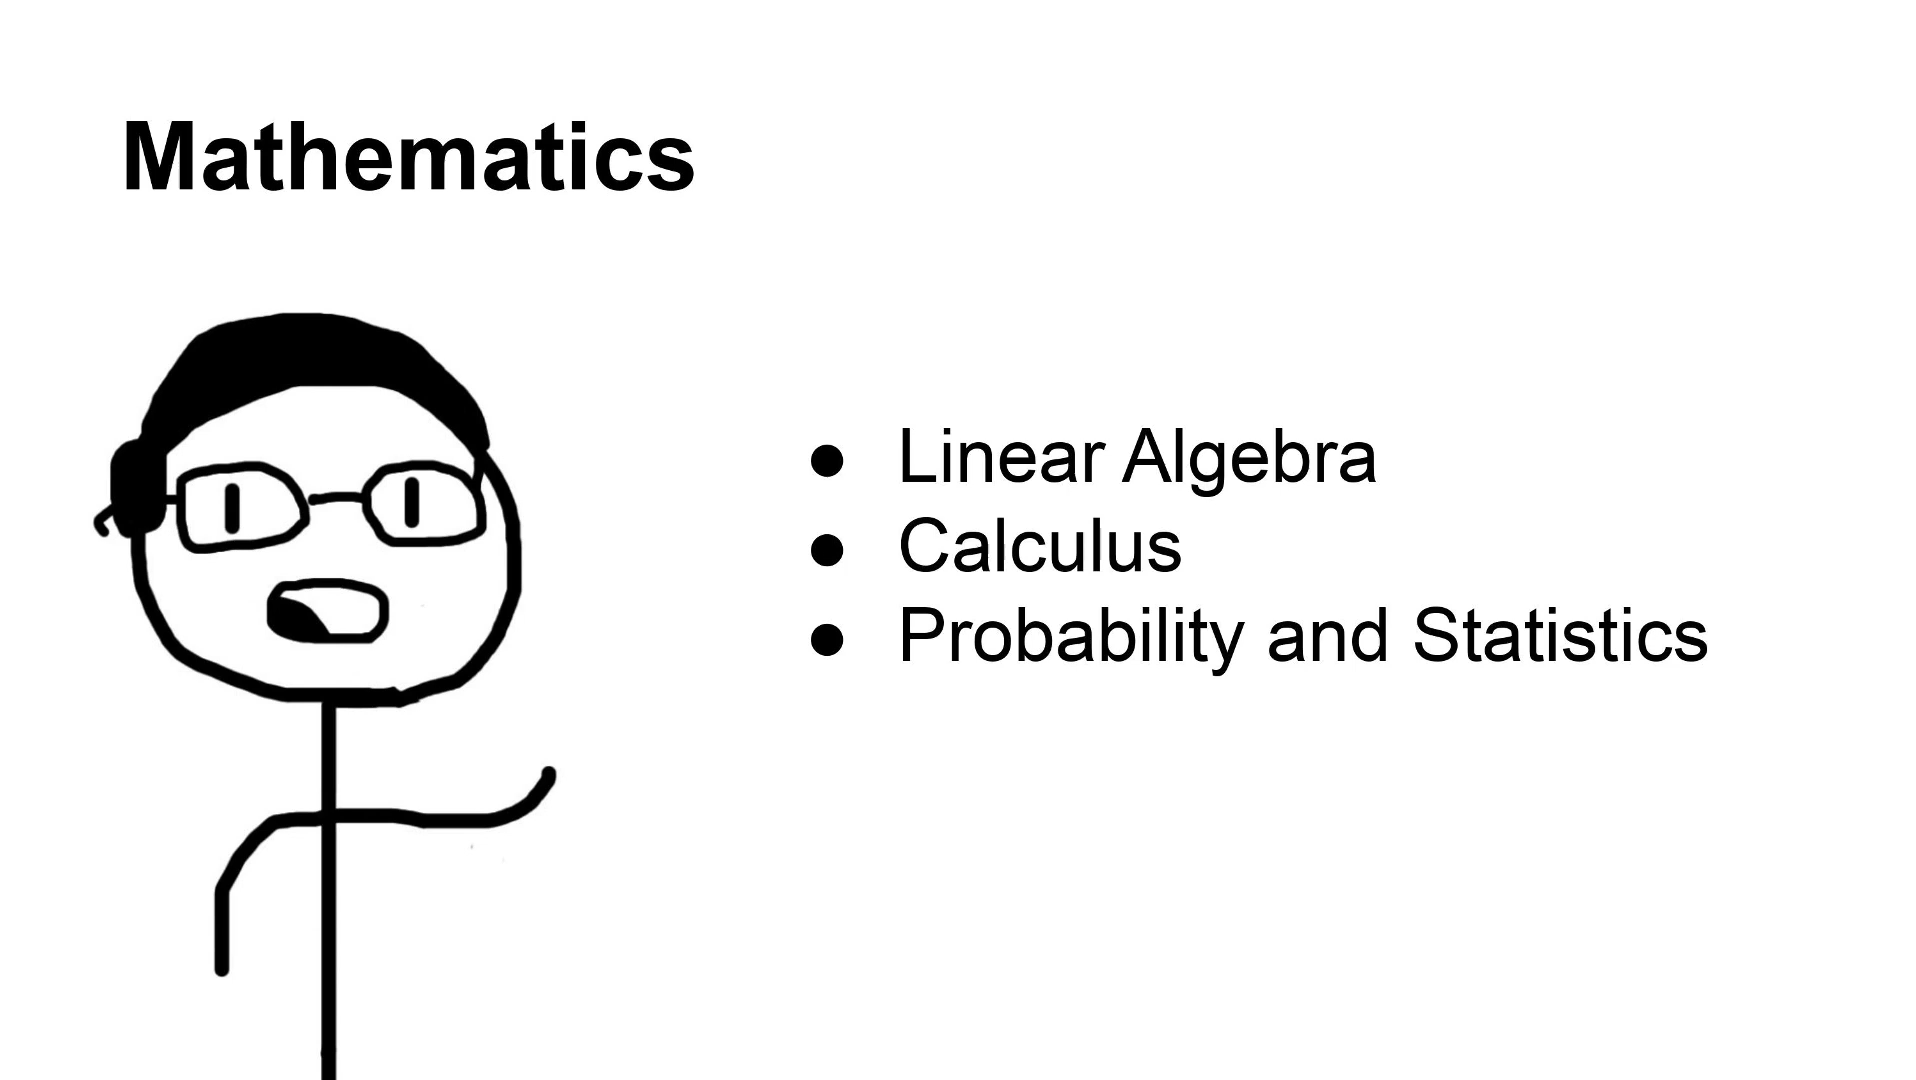 Mathematics
● Linear Algebra
● Calculus
● Probability and Statistics